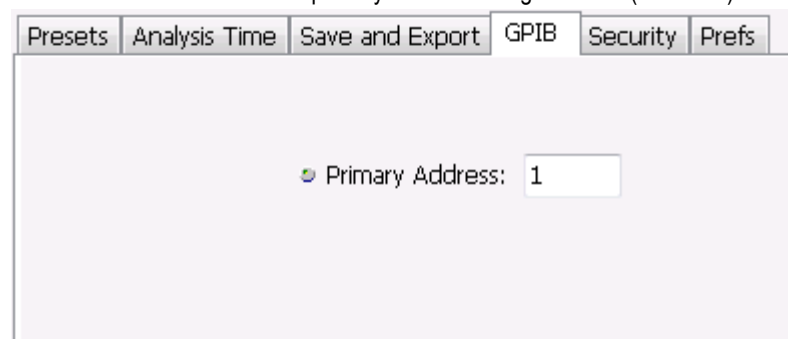 Presets Analysis Time Save and Export GPIB Security Prefs
Primary Address: 1